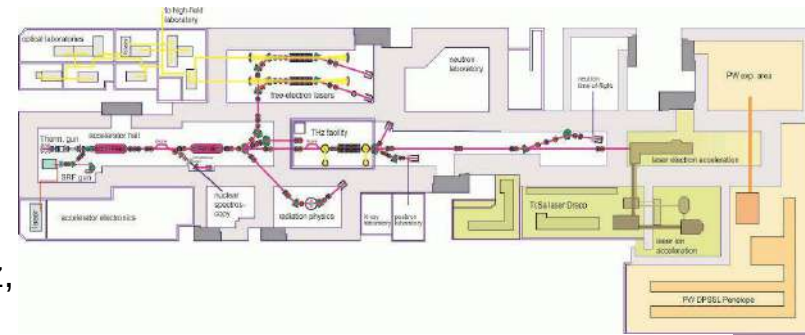 to high-field
laboratory
optical laboratories
free-electron lasers
neutron
laboratory
neutron
time-of-flight
PW exp. area
Therm. gun
accelerator hall
THz facility
SRF gun
laser electron acceleration
nuclear
spectros-
copy
radiation physics
accelerator electronics
X-ray
laboratory
positron
laboratory
Ti:Sa laser Draco
laser ion
acceleration
PW DPSSL Penelope
z,